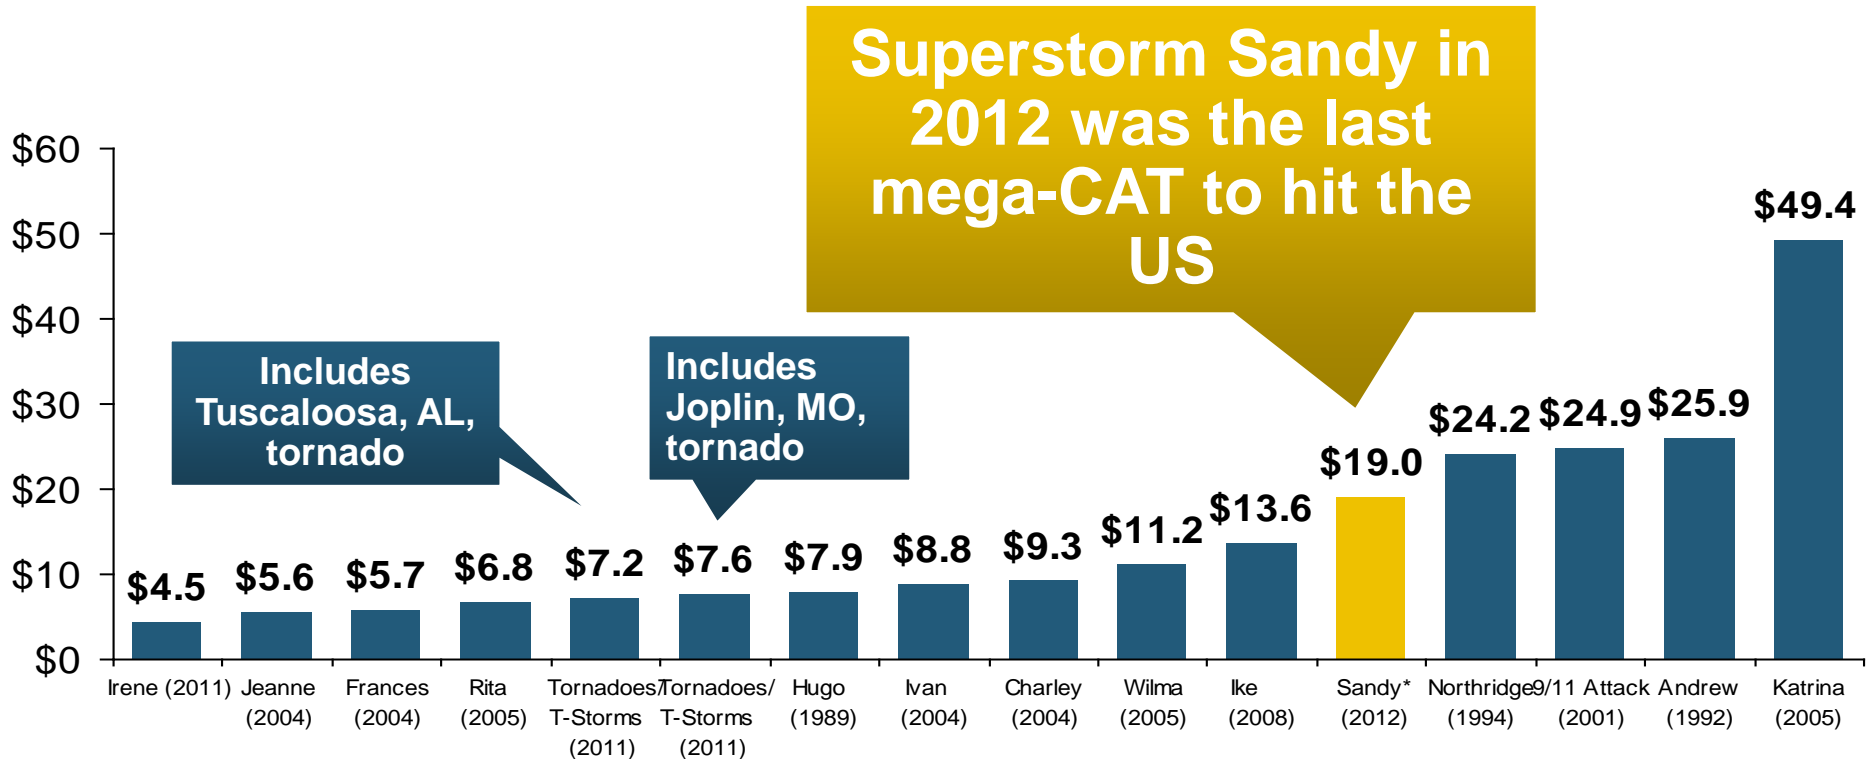 Superstorm Sandy in
2012 was the last
mega-CAT to hit the
US
$60
$50
$40
$30
$20
$10
$0
Includes
Tuscaloosa, AL,
tornado
Includes
Joplin, MO,
tornado
$4.5
$5.6
$5.7
$6.8
$7.2
$7.6
$7.9
$8.8
$9.3
$11.2
$13.6
$19.0
$24.2
$24.9
$25.9
$49.4
Irene (2011)
Jeanne
(2004)
Frances
(2004)
Rita
(2005)
Tornadoes/
T-Storms
(2011)
Tornadoes/
T-Storms
(2011)
Hugo
(1989)
Ivan
(2004)
Charley
(2004)
Wilma
(2005)
Ike
(2008)
Sandy*
(2012)
Northridge
(1994)
9/11 Attack
(2001)
Andrew
(1992)
Katrina
(2005)